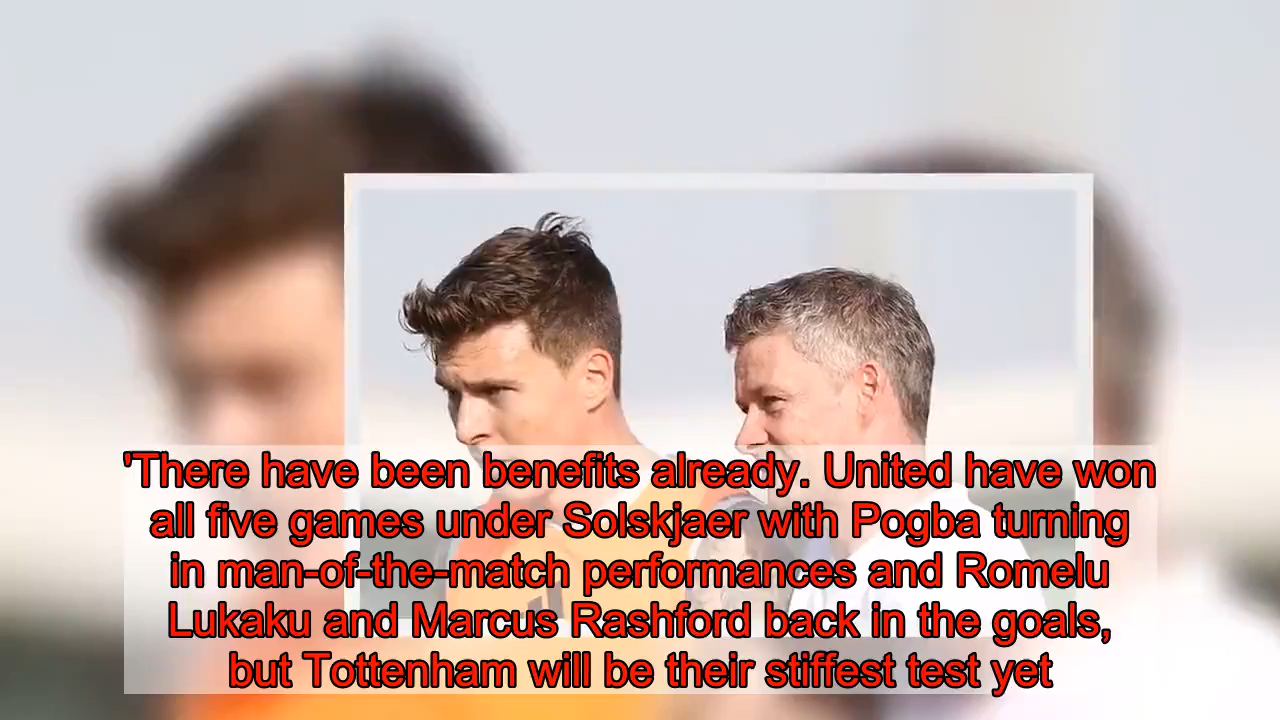 'There have been benefits already. United have won
all five games under Solskjaer with Pogba turning
in man-of-the-match performances and Romelu
Lukaku and Marcus Rashford back in the goals,
but Tottenham will be their stiffest test yet